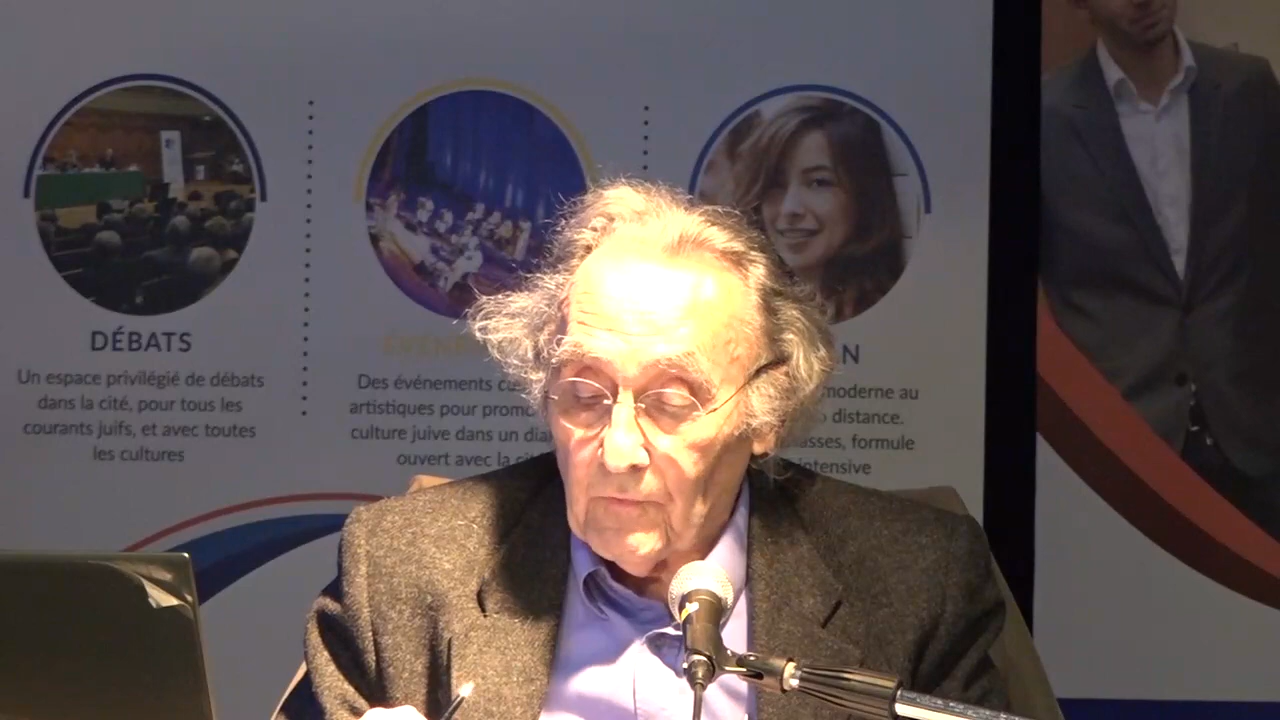 DÉBATS
Un espace privilégié de débats
dans la cité, pour tous les
courants juifs, et avec toutes
les cultures
Des événements
artistiques pour
culture juive dans un
ouvert avec la
N
moderne au
distance.
formule
intensive